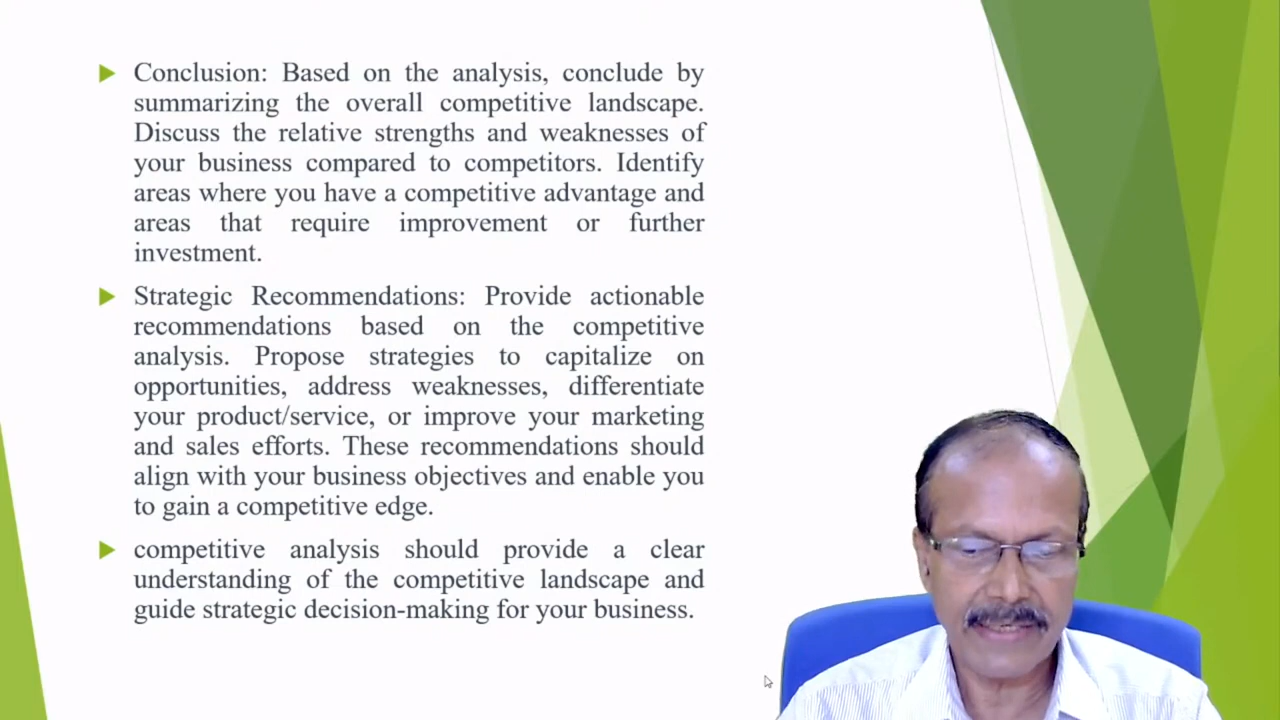 Conclusion: Based on the analysis, conclude by
summarizing the overall competitive landscape.
Discuss the relative strengths and weaknesses of
your business compared to competitors. Identify
areas where you have a competitive advantage and
areas that require improvement or further
investment.
Strategic Recommendations: Provide actionable
recommendations based on the competitive
analysis. Propose strategies to capitalize on
opportunities, address weaknesses, differentiate
your product/service, or improve your marketing
and sales efforts. These recommendations should
align with your business objectives and enable you
to gain a competitive edge.
competitive analysis should provide a clear
understanding of the competitive landscape and
guide strategic decision-making for your business.